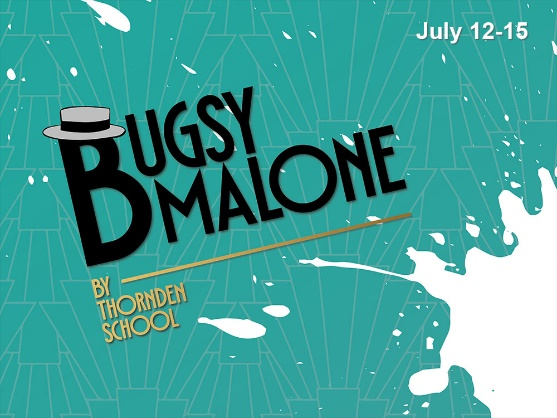 July 12-15
BUGSY
MALONE
BY
THORNDEN
SCHOOL